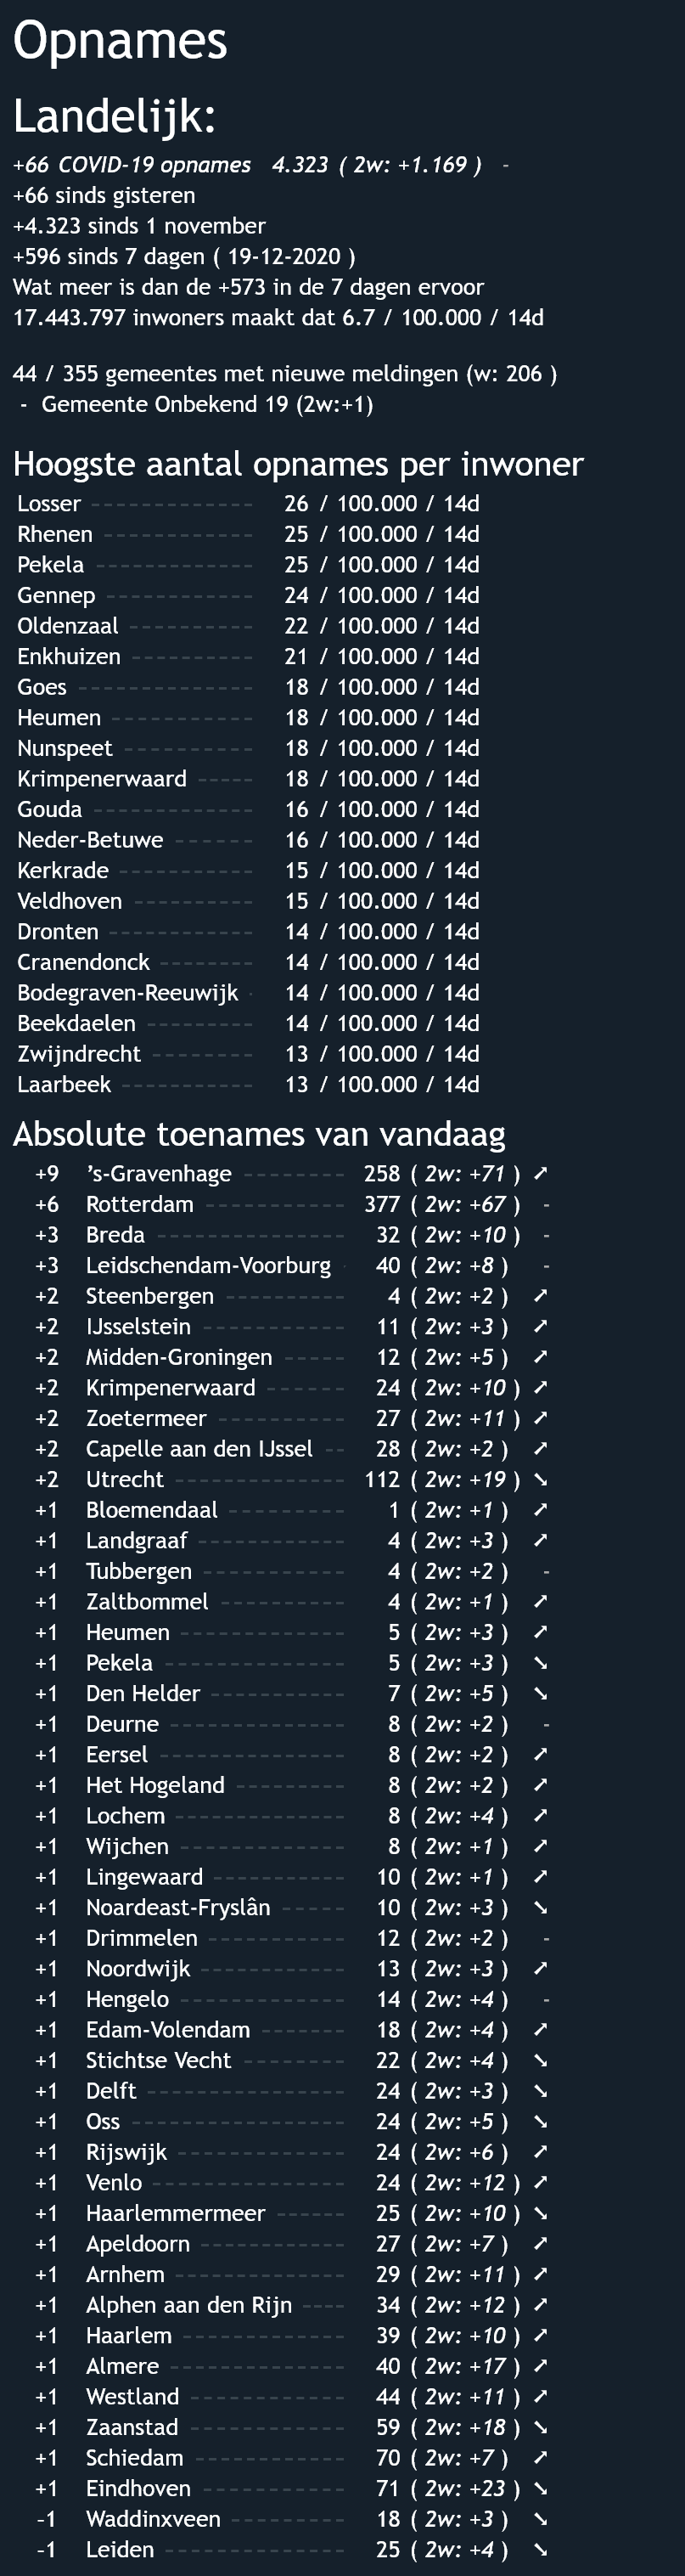 Opnames
Landelijk:
+66 COVID-19 opnames 4.323 ( 2w: +1.169 ) -
+66 sinds gisteren
+4.323 sinds 1 november
+596 sinds 7 dagen ( 19-12-2020 )
Wat meer is dan de +573 in de 7 dagen ervoor
17.443.797 inwoners maakt dat 6.7 / 100.000 / 14d
44 / 355 gemeentes met nieuwe meldingen (w: 206 )
- Gemeente Onbekend 19 (2w:+1)
Hoogste aantal opnames per inwoner
Losser ------------- 26 / 100.000 / 14d
Rhenen ------------ 25 / 100.000 / 14d
Pekela ------------- 25 / 100.000 / 14d
Gennep ------------ 24 / 100.000 / 14d
Oldenzaal ---------- 22 / 100.000 / 14d
Enkhuizen ---------- 21 / 100.000 / 14d
Goes -------------- 18 / 100.000 / 14d
Heumen ------------ 18 / 100.000 / 14d
Nunspeet ----------- 18 / 100.000 / 14d
Krimpenerwaard ----- 18 / 100.000 / 14d
Gouda ------------- 16 / 100.000 / 14d
Neder-Betuwe ------ 16 / 100.000 / 14d
Kerkrade ----------- 15 / 100.000 / 14d
Veldhoven ---------- 15 / 100.000 / 14d
Dronten ------------ 14 / 100.000 / 14d
Cranendonck -------- 14 / 100.000 / 14d
Bodegraven-Reeuwijk - 14 / 100.000 / 14d
Beekdaelen --------- 14 / 100.000 / 14d
Zwijndrecht -------- 13 / 100.000 / 14d
Laarbeek ----------- 13 / 100.000 / 14d
Absolute toenames van vandaag
+9 ’s-Gravenhage -------- 258 ( 2w: +71 ) ➚
+6 Rotterdam ----------- 377 ( 2w: +67 ) -
+3 Breda --------------- 32 ( 2w: +10 ) -
+3 Leidschendam-Voorburg - 40 ( 2w: +8 ) -
+2 Steenbergen ---------- 4 ( 2w: +2 ) ➚
+2 IJsselstein ------------ 11 ( 2w: +3 ) ➚
+2 Midden-Groningen ----- 12 ( 2w: +5 ) ➚
+2 Krimpenerwaard ------ 24 ( 2w: +10 ) ➚
+2 Zoetermeer ---------- 27 ( 2w: +11 ) ➚
+2 Capelle aan den IJssel -- 28 ( 2w: +2 ) ➚
+2 Utrecht -------------- 112 ( 2w: +19 ) ➘
+1 Bloemendaal --------- 1 ( 2w: +1 ) ➚
+1 Landgraaf ------------ 4 ( 2w: +3 ) ➚
+1 Tubbergen ------------ 4 ( 2w: +2 ) -
+1 Zaltbommel ---------- 4 ( 2w: +1 ) ➚
+1 Heumen ------------- 5 ( 2w: +3 ) ➚
+1 Pekela --------------- 5 ( 2w: +3 ) ➘
+1 Den Helder ----------- 7 ( 2w: +5 ) ➘
+1 Deurne -------------- 8 ( 2w: +2 ) -
+1 Eersel --------------- 8 ( 2w: +2 ) ➚
+1 Het Hogeland --------- 8 ( 2w: +2 ) ➚
+1 Lochem -------------- 8 ( 2w: +4 ) ➚
+1 Wijchen ------------- 8 ( 2w: +1 ) ➚
+1 Lingewaard ----------- 10 ( 2w: +1 ) ➚
+1 Noardeast-Fryslân ----- 10 ( 2w: +3 ) ➘
+1 Drimmelen ----------- 12 ( 2w: +2 ) -
+1 Noordwijk ------------ 13 ( 2w: +3 ) ➚
+1 Hengelo ------------- 14 ( 2w: +4 ) -
+1 Edam-Volendam ------- 18 ( 2w: +4 ) ➚
+1 Stichtse Vecht -------- 22 ( 2w: +4 ) ➘
+1 Delft ---------------- 24 ( 2w: +3 ) ➘
+1 Oss ----------------- 24 ( 2w: +5 ) ➘
+1 Rijswijk ------------- 24 ( 2w: +6 ) ➚
+1 Venlo ---------------- 24 ( 2w: +12 ) ➚
+1 Haarlemmermeer ------ 25 ( 2w: +10 ) ➘
+1 Apeldoorn ------------ 27 ( 2w: +7 ) ➚
+1 Arnhem -------------- 29 ( 2w: +11 ) ➚
+1 Alphen aan den Rijn ---- 34 ( 2w: +12 ) ➚
+1 Haarlem ------------- 39 ( 2w: +10 ) ➚
+1 Almere -------------- 40 ( 2w: +17 ) ➚
+1 Westland ------------ 44 ( 2w: +11 ) ➚
+1 Zaanstad ------------- 59 ( 2w: +18 ) ➘
+1 Schiedam ------------ 70 ( 2w: +7 ) ➚
+1 Eindhoven ----------- 71 ( 2w: +23 ) ➘
-1 Waddinxveen --------- 18 ( 2w: +3 ) ➘
-1 Leiden --------------- 25 ( 2w: +4 ) ➘